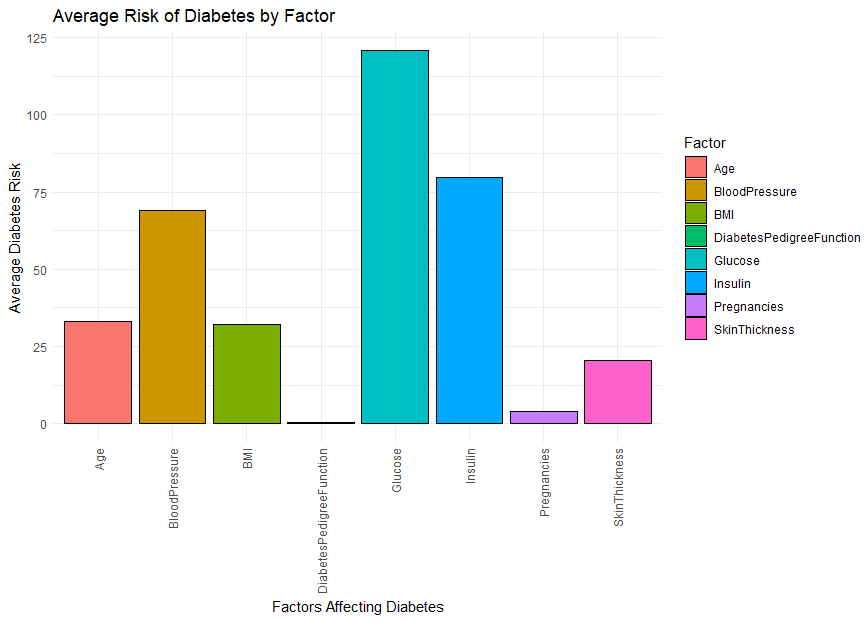 Average Risk of Diabetes by Factor
Average Diabetes Risk
125
100
75
50
25
0
Age
BloodPressure
BMI
DiabetesPedigreeFunction
Glucose
Insulin
Pregnancies
SkinThickness
Factors Affecting Diabetes
Factor
Age
BloodPressure
BMI
DiabetesPedigreeFunction
Glucose
Insulin
Pregnancies
SkinThickness